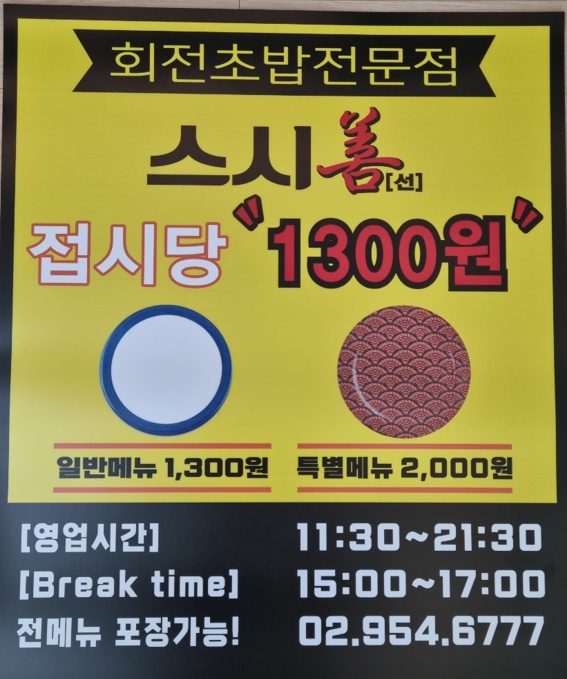 회전초밥전문점
스시善[선]
접시당 "1300원"
일반메뉴 1,300원 특별메뉴 2,000원
[영업시간] 11:30~21:30
[Break time] 15:00~17:00
전메뉴 포장가능! 02.954.6777